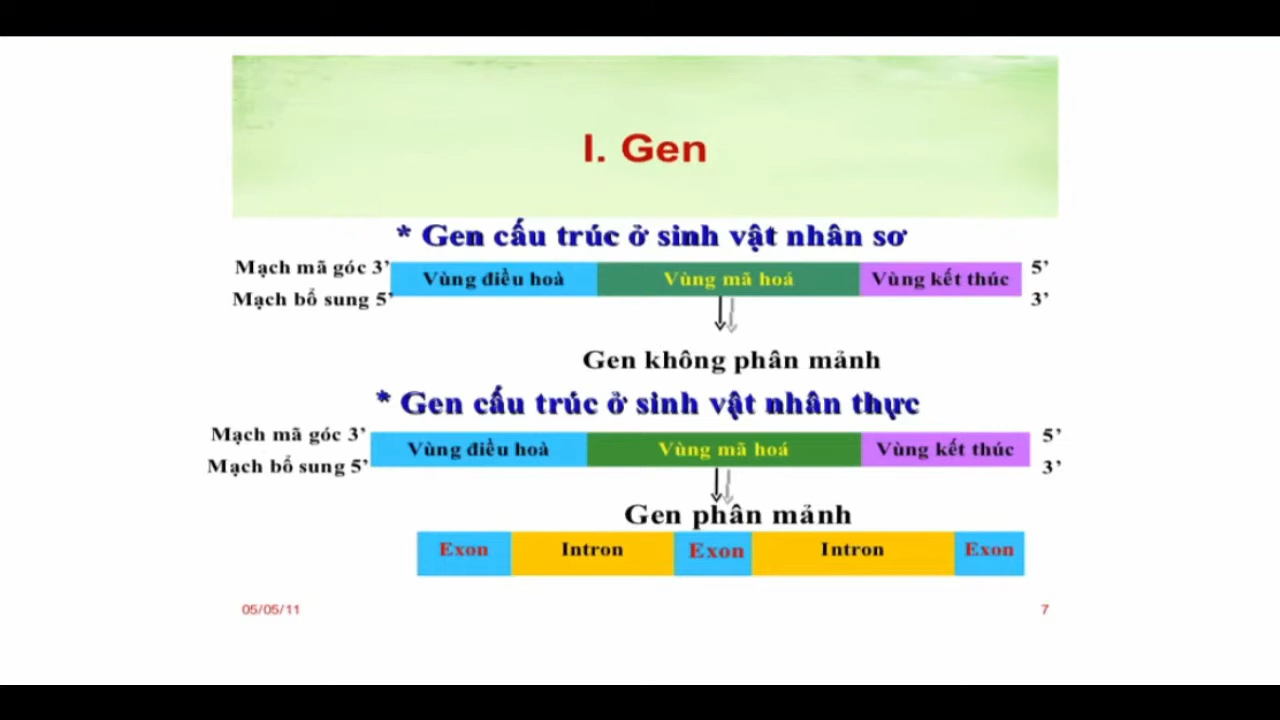 I. Gen
* Gen cấu trúc ở sinh vật nhân sơ
Mạch mã góc 3’ Vùng điều hoà Vùng mã hoá Vùng kết thúc 5’
Mạch bổ sung 5’ 3’
Gen không phân mảnh
* Gen cấu trúc ở sinh vật nhân thực
Mạch mã góc 3’ Vùng điều hoà Vùng mã hoá Vùng kết thúc 5’
Mạch bổ sung 5’ 3’
Gen phân mảnh
Exon Intron Exon Intron Exon
05/05/11 7